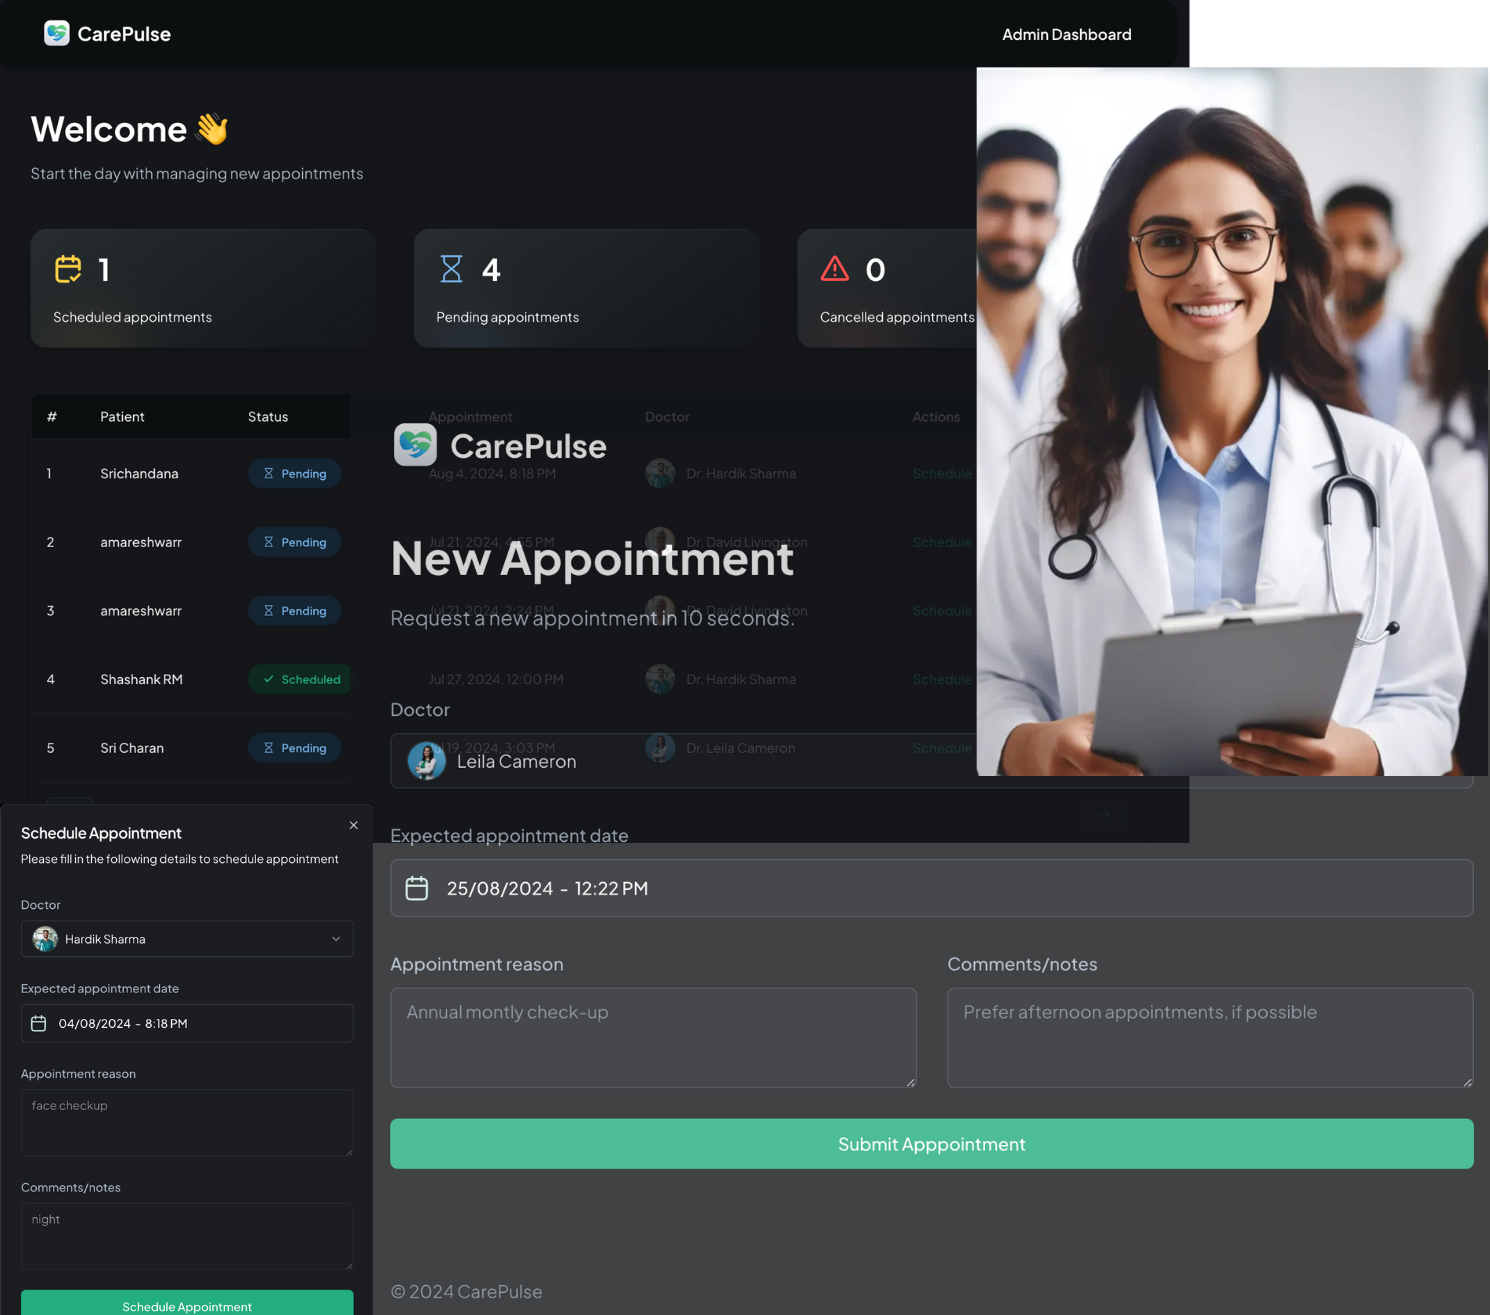 CarePulse
Admin Dashboard
Welcome 👋
Start the day with managing new appointments
1
Scheduled appointments
4
Pending appointments
0
Cancelled appointments
# Patient Status Appointment Doctor Actions
1 Srichandana Pending Aug 4, 2024, 8:18 PM Dr. Hardik Sharma Schedule
2 amareshwarr Pending Jul 21, 2024, 4:55 PM Dr. David Livingston Schedule
3 amareshwarr Pending Jul 21, 2024, 2:24 PM Dr. David Livingston Schedule
4 Shashank RM Scheduled Jul 27, 2024, 12:00 PM Dr. Hardik Sharma Schedule
5 Sri Charan Pending Jul 19, 2024, 3:03 PM Dr. Leila Cameron Schedule
CarePulse
New Appointment
Request a new appointment in 10 seconds.
Doctor
Leila Cameron
Expected appointment date
25/08/2024 - 12:22 PM
Appointment reason
Annual montly check-up
Comments/notes
Prefer afternoon appointments, if possible
Submit Apppointment
© 2024 CarePulse
Schedule Appointment
Please fill in the following details to schedule appointment
Doctor
Hardik Sharma
Expected appointment date
04/08/2024 - 8:18 PM
Appointment reason
face checkup
Comments/notes
night
Schedule Appointment